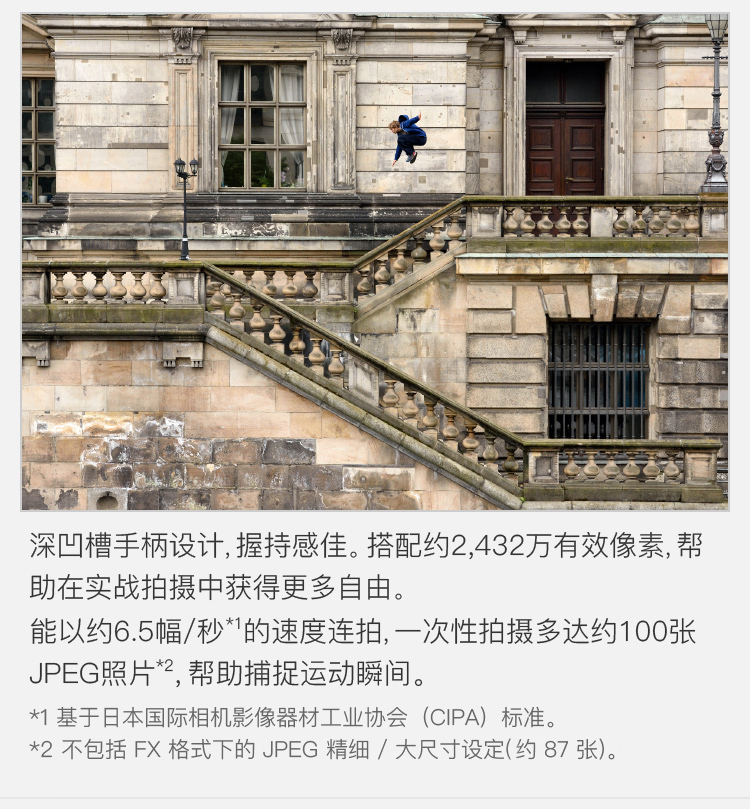 深凹槽手柄设计,握持感佳。搭配约2,432万有效像素,帮
助在实战拍摄中获得更多自由。
能以约6.5幅/秒*1的速度连拍,一次性拍摄多达约100张
JPEG照片*2,帮助捕捉运动瞬间。
*1 基于日本国际相机影像器材工业协会（CIPA）标准。
*2 不包括 FX 格式下的 JPEG 精细 / 大尺寸设定(约 87 张)。